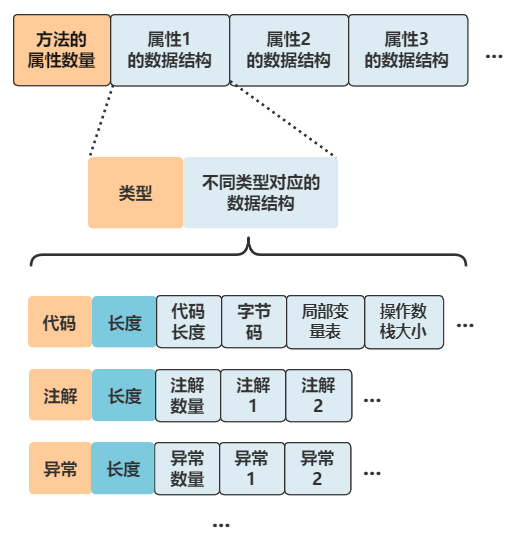 方法的
属性数量
属性1
的数据结构
属性2
的数据结构
属性3
的数据结构
...
类型
不同类型对应的
数据结构
代码
长度
代码
长度
字节
码
局部变
量表
操作数
栈大小
...
注解
长度
注解
数量
注解
1
注解
2
...
异常
长度
异常
数量
异常
1
异常
2
...
...